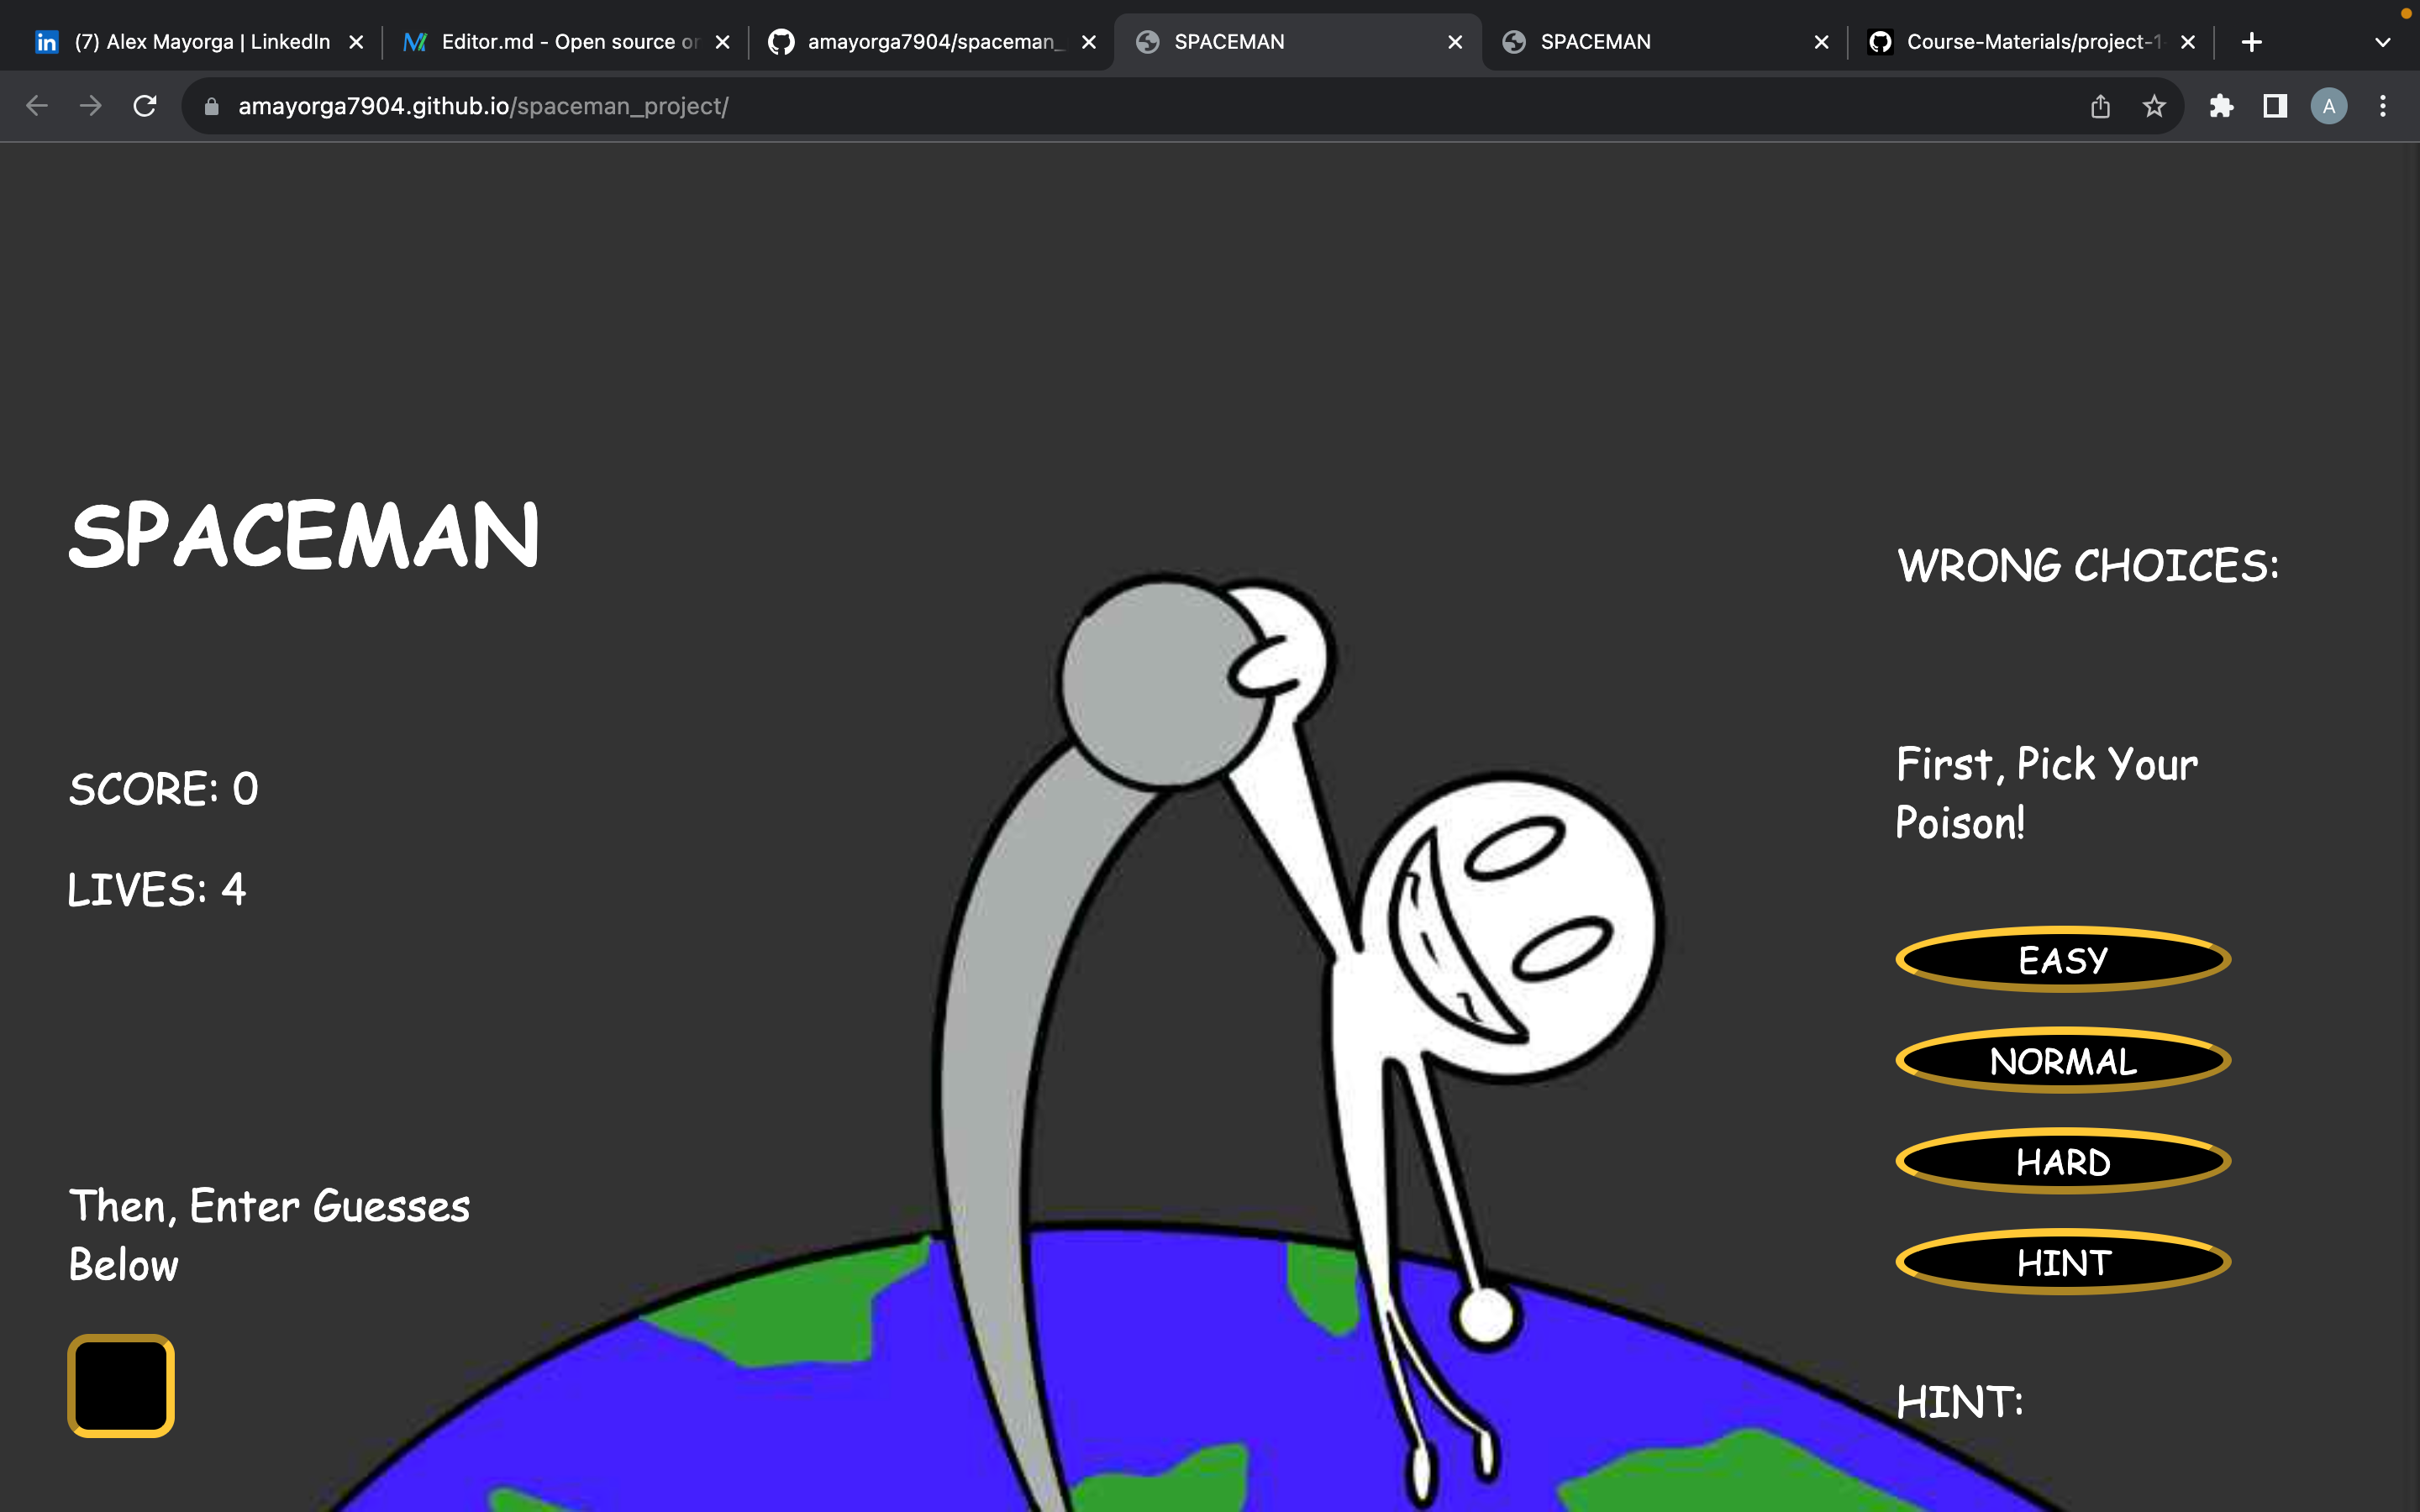 (7) Alex Mayorga | LinkedIn
Editor.md - Open source or
amayorga7904/spaceman_
SPACEMAN
SPACEMAN
Course-Materials/project-1
amayorga7904.github.io/spaceman_project/
A
SPACEMAN
SCORE: 0
LIVES: 4
Then, Enter Guesses
Below
WRONG CHOICES:
First, Pick Your
Poison!
EASY
NORMAL
HARD
HINT
HINT: